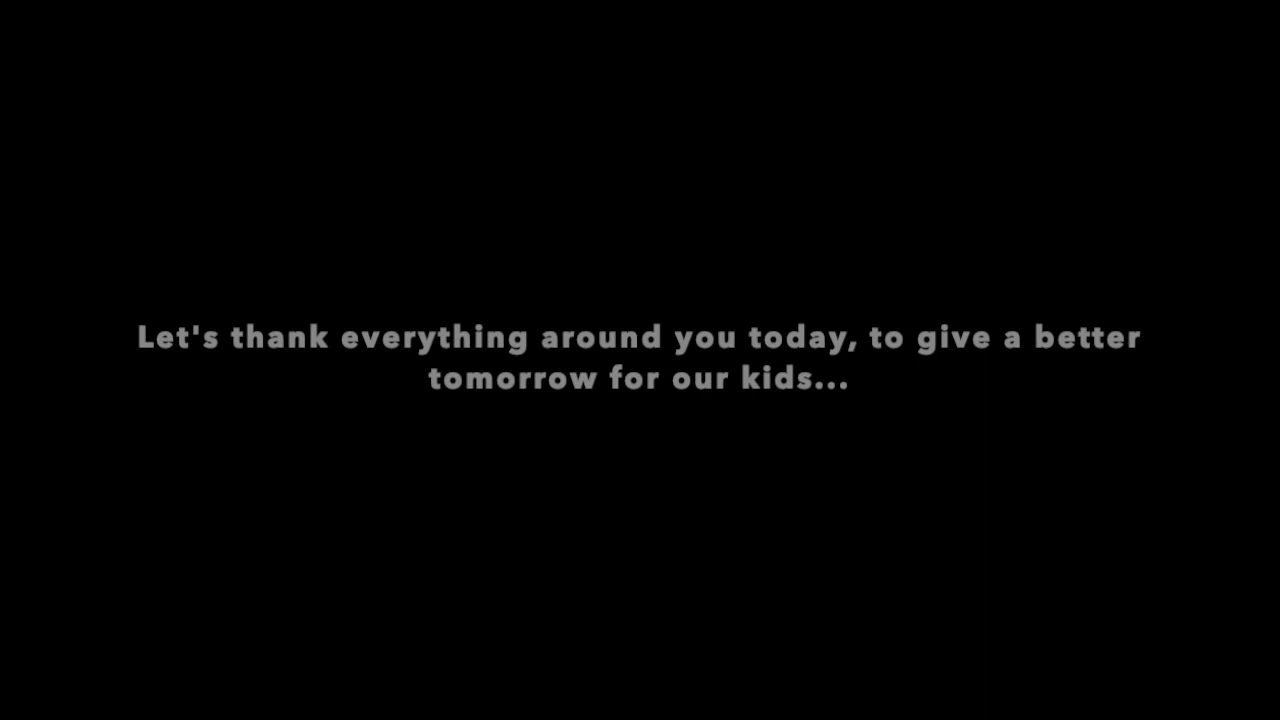 Let's thank everything around you today, to give a better
tomorrow for our kids...